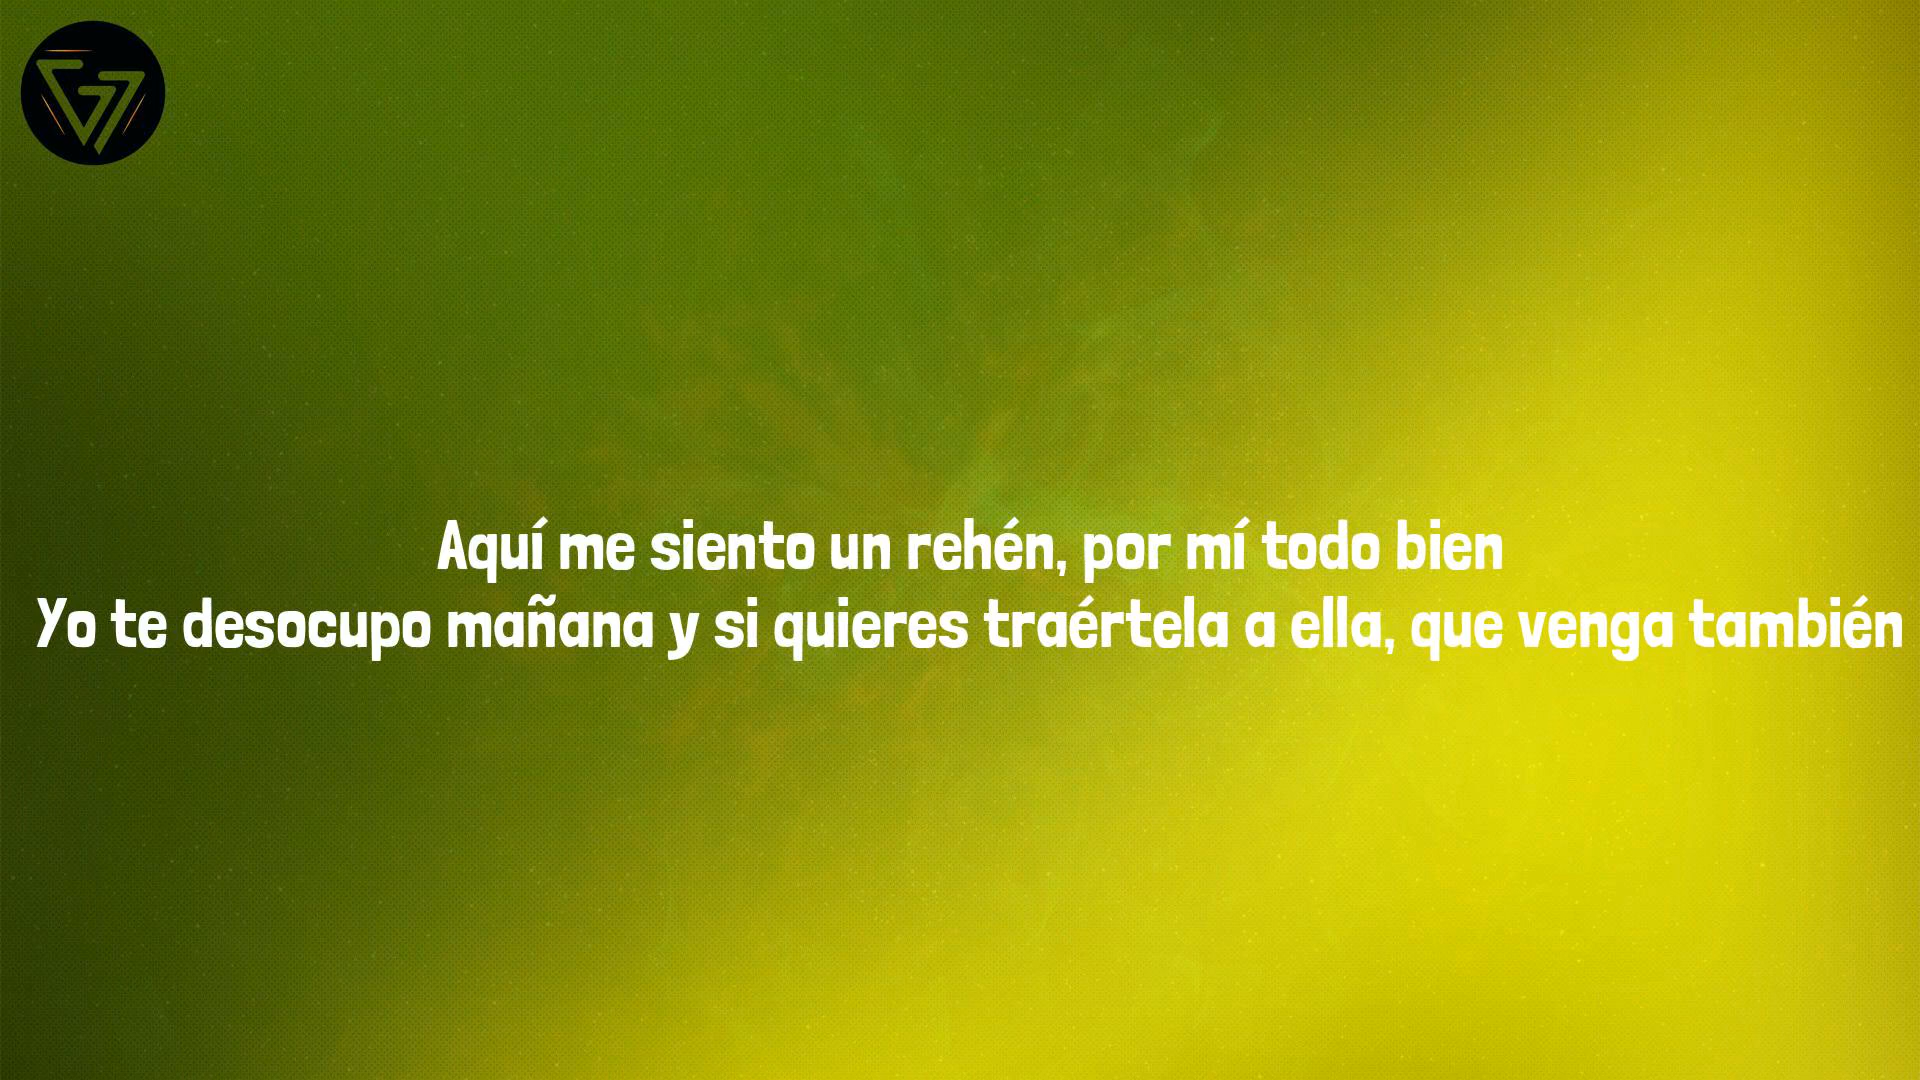 Aquí me siento un rehén, por mí todo bien
Yo te desocupo mañana y si quieres traértela a ella, que venga también